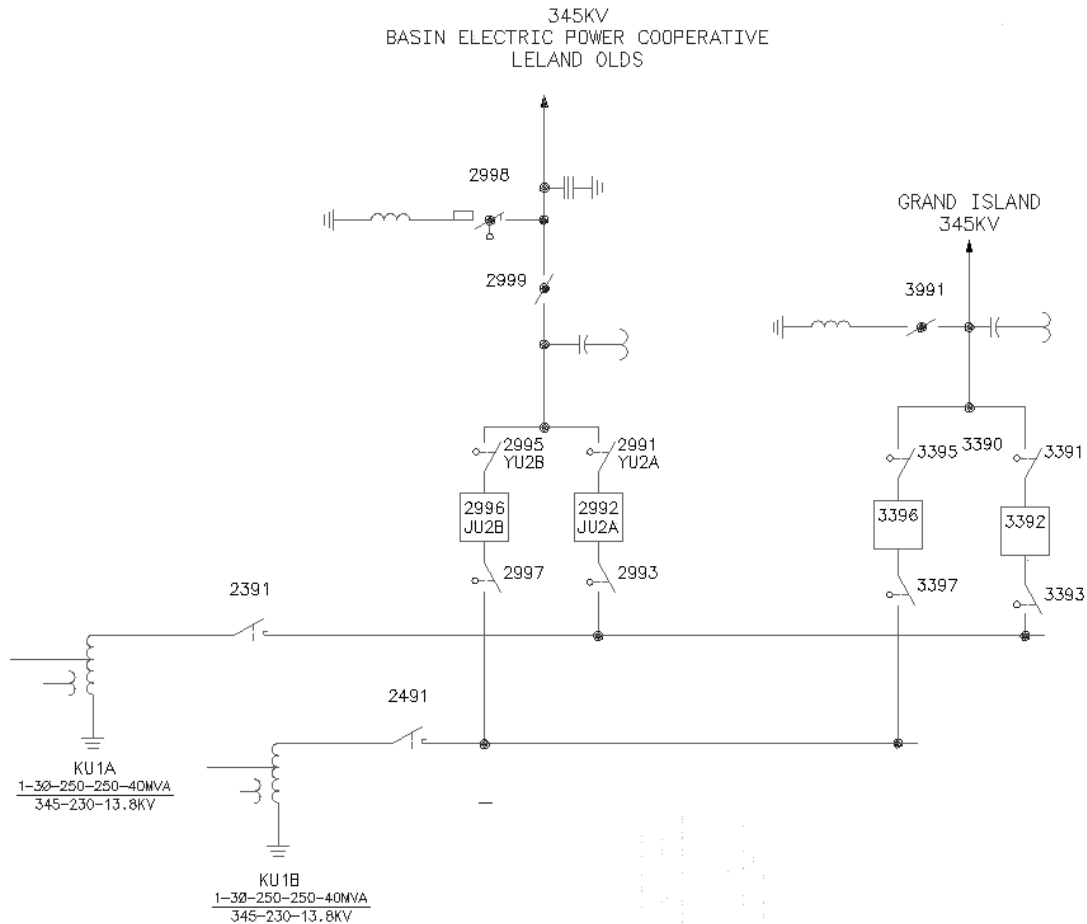 345KV
BASIN ELECTRIC POWER COOPERATIVE
LELAND OLDS
2998
GRAND ISLAND
345KV
2999
3991
2995
YU2B
2991
YU2A
3395
3390
3391
2996
JU2B
2992
JU2A
3396
3392
2997
2993
3397
3393
2391
2491
KU1A
1-3Ø-250-250-40MVA
345-230-13.8KV
KU1B
1-3Ø-250-250-40MVA
345-230-13.8KV